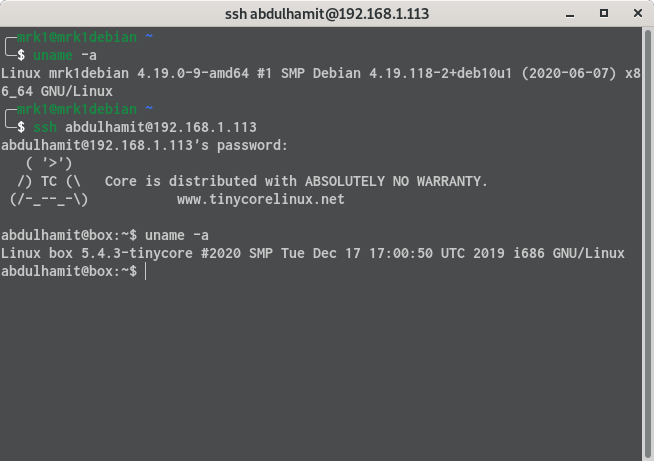 ssh abdulhamit@192.168.1.113
mrk1@mrk1debian ~
$ uname -a
Linux mrk1debian 4.19.0-9-amd64 #1 SMP Debian 4.19.118-2+deb10u1 (2020-06-07) x8
6_64 GNU/Linux
mrk1@mrk1debian ~
$ ssh abdulhamit@192.168.1.113
abdulhamit@192.168.1.113's password:
   ( '>')
  /) TC (\   Core is distributed with ABSOLUTELY NO WARRANTY.
 (/-_--_-\)           www.tinycorelinux.net
abdulhamit@box:~$ uname -a
Linux box 5.4.3-tinycore #2020 SMP Tue Dec 17 17:00:50 UTC 2019 i686 GNU/Linux
abdulhamit@box:~$